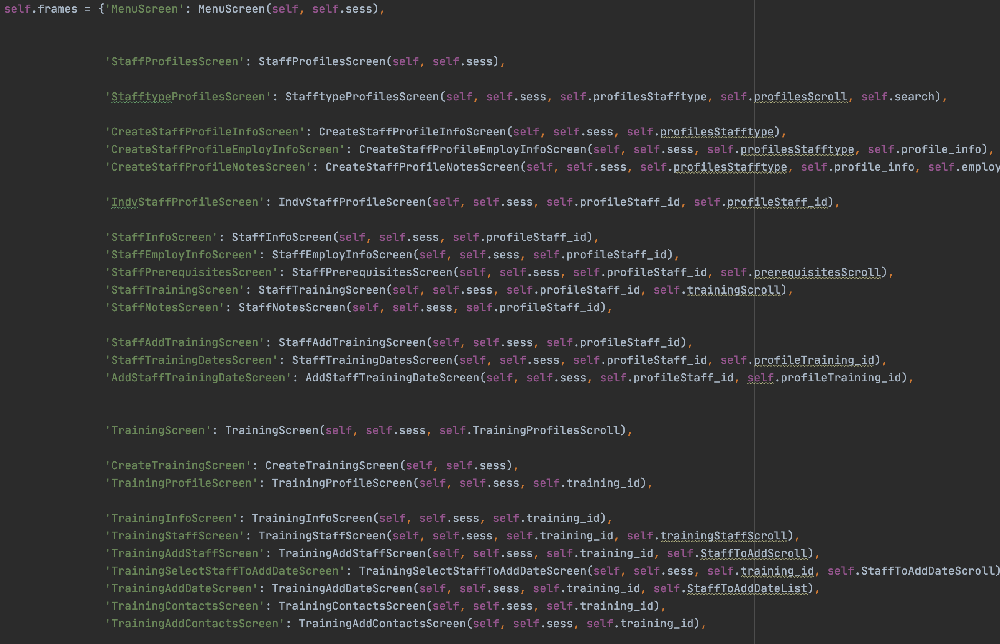 self.frames = {'MenuScreen': MenuScreen(self, self.sess),
'StaffProfilesScreen': StaffProfilesScreen(self, self.sess),
'StafftypeProfilesScreen': StafftypeProfilesScreen(self, self.sess, self.profilesStafftype, self.profilesScroll, self.search),
'CreateStaffProfileInfoScreen': CreateStaffProfileInfoScreen(self, self.sess, self.profilesStafftype),
'CreateStaffProfileEmployInfoScreen': CreateStaffProfileEmployInfoScreen(self, self.sess, self.profilesStafftype, self.profile_info),
'CreateStaffProfileNotesScreen': CreateStaffProfileNotesScreen(self, self.sess, self.profilesStafftype, self.profile_info, self.employ
'IndvStaffProfileScreen': IndvStaffProfileScreen(self, self.sess, self.profileStaff_id, self.profileStaff_id),
'StaffInfoScreen': StaffInfoScreen(self, self.sess, self.profileStaff_id),
'StaffEmployInfoScreen': StaffEmployInfoScreen(self, self.sess, self.profileStaff_id),
'StaffPrerequisitesScreen': StaffPrerequisitesScreen(self, self.sess, self.profileStaff_id, self.prerequisitesScroll),
'StaffTrainingScreen': StaffTrainingScreen(self, self.sess, self.profileStaff_id, self.trainingScroll),
'StaffNotesScreen': StaffNotesScreen(self, self.sess, self.profileStaff_id),
'StaffAddTrainingScreen': StaffAddTrainingScreen(self, self.sess, self.profileStaff_id),
'StaffTrainingDatesScreen': StaffTrainingDatesScreen(self, self.sess, self.profileStaff_id, self.profileTraining_id),
'AddStaffTrainingDateScreen': AddStaffTrainingDateScreen(self, self.sess, self.profileStaff_id, self.profileTraining_id),
'TrainingScreen': TrainingScreen(self, self.sess, self.TrainingProfilesScroll),
'CreateTrainingScreen': CreateTrainingScreen(self, self.sess),
'TrainingProfileScreen': TrainingProfileScreen(self, self.sess, self.training_id),
'TrainingInfoScreen': TrainingInfoScreen(self, self.sess, self.training_id),
'TrainingStaffScreen': TrainingStaffScreen(self, self.sess, self.training_id, self.trainingStaffScroll),
'TrainingAddStaffScreen': TrainingAddStaffScreen(self, self.sess, self.training_id, self.StaffToAddScroll),
'TrainingSelectStaffToAddDateScreen': TrainingSelectStaffToAddDateScreen(self, self.sess, self.training_id, self.StaffToAddDateScroll)
'TrainingAddDateScreen': TrainingAddDateScreen(self, self.sess, self.training_id, self.StaffToAddDateList),
'TrainingContactsScreen': TrainingContactsScreen(self, self.sess, self.training_id),
'TrainingAddContactsScreen': TrainingAddContactsScreen(self, self.sess, self.training_id),